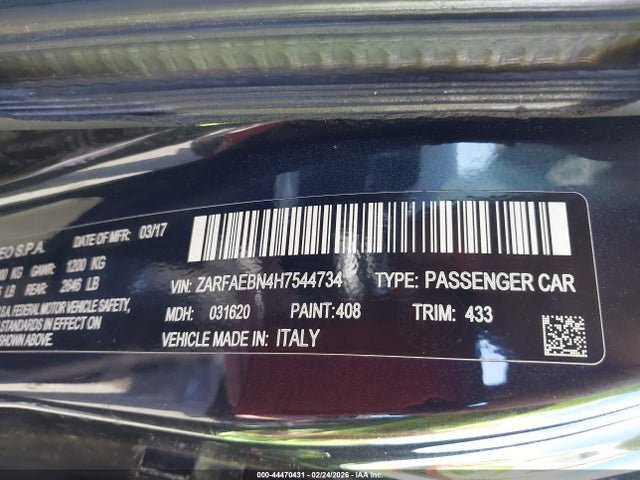 EO S.P.A. DATE OF MFR: 03/17
KG GAWR: 1200 KG
LB REAR: 2646 LB
S.A. FEDERAL MOTOR VEHICLE SAFETY,
STANDARDS IN EFFECT ON
SHOWN ABOVE.
VIN: ZARFAEBN4H7544734 TYPE: PASSENGER CAR
MDH: 031620 PAINT: 408 TRIM: 433
VEHICLE MADE IN: ITALY
000-44470431 - 02/24/2026 - COPART / IAA